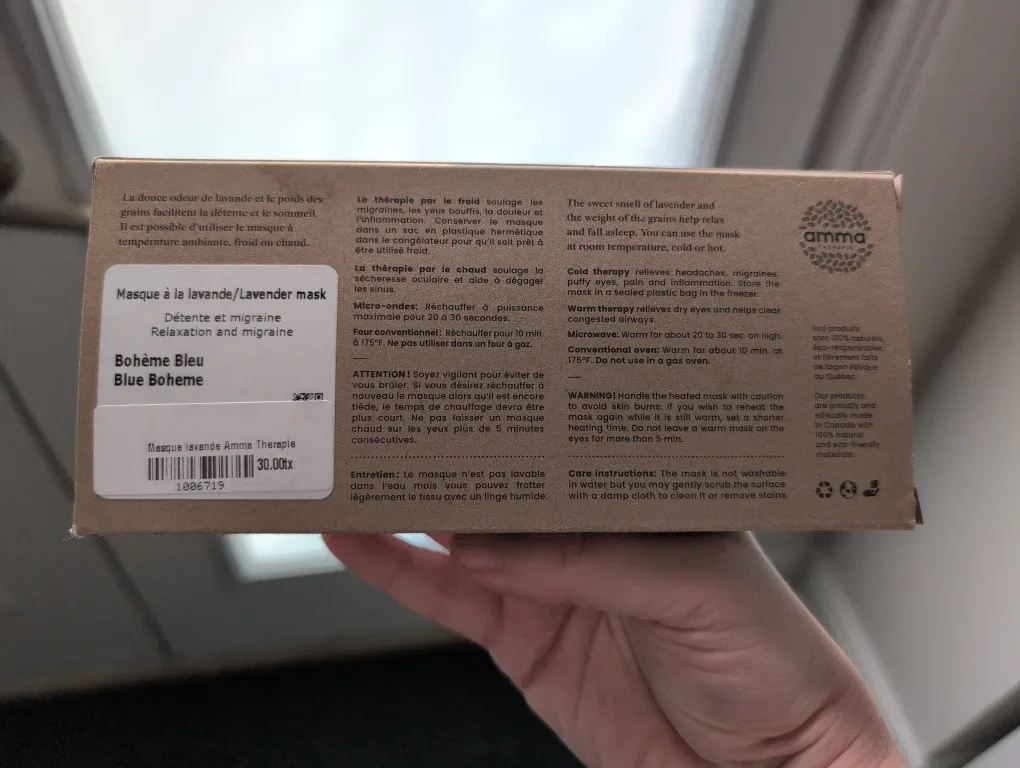 La douce odeur de lavande et le poids des
grains facilitent la détente et le sommeil.
Il est possible d'utiliser le masque à
température ambiante, froid ou chaud.
Masque à la lavande/Lavender mask
Détente et migraine
Relaxation and migraine
Bohème Bleu
Blue Boheme
Masque lavande Amma Therapie
30.00tx
1006719
La thérapie par le froid soulage les
migraines, les yeux bouffis, la douleur et
l'inflammation. Conserver le masque
dans un sac en plastique hermétique
dans le congélateur pour qu'il soit prêt à
être utilisé froid.
La thérapie par le chaud soulage la
sécheresse oculaire et aide à dégager
les sinus.
Micro-ondes: Réchauffer à puissance
maximale pour 20 à 30 secondes.
Four conventionnel: Réchauffer pour 10 min.
à 175°F. Ne pas utiliser dans un four à gaz.
ATTENTION! Soyez vigilant pour éviter de
vous brûler. Si vous désirez réchauffer à
nouveau le masque alors qu'il est encore
tiède, le temps de chauffage devra être
plus court. Ne pas laisser un masque
chaud sur les yeux plus de 5 minutes
consécutives.
Entretien: Le masque n'est pas lavable
dans l'eau mais vous pouvez frotter
légèrement le tissu avec un linge humide.
The sweet smell of lavender and
the weight of the grains help relax
and fall asleep. You can use the mask
at room temperature, cold or hot.
Cold therapy relieves headaches, migraines,
puffy eyes, pain and inflammation. Store the
mask in a sealed plastic bag in the freezer.
Warm therapy relieves dry eyes and helps clear
congested airways.
Microwave: Warm for about 20 to 30 sec. on high.
Conventional oven: Warm for about 10 min. at
175°F. Do not use in a gas oven.
WARNING! Handle the heated mask with caution
to avoid skin burns. If you wish to reheat the
mask again while it is still warm, set a shorter
heating time. Do not leave a warm mask on the
eyes for more than 5 min.
Care instructions: The mask is not washable
in water but you may gently scrub the surface
with a damp cloth to clean it or remove stains.
amma
THÉRAPIE
Nos produits
sont 100% naturels,
éco-responsables
et fièrement faits
de façon éthique
au Québec.
Our products
are proudly and
ethically made
in Canada with
100% natural
and eco-friendly
materials.